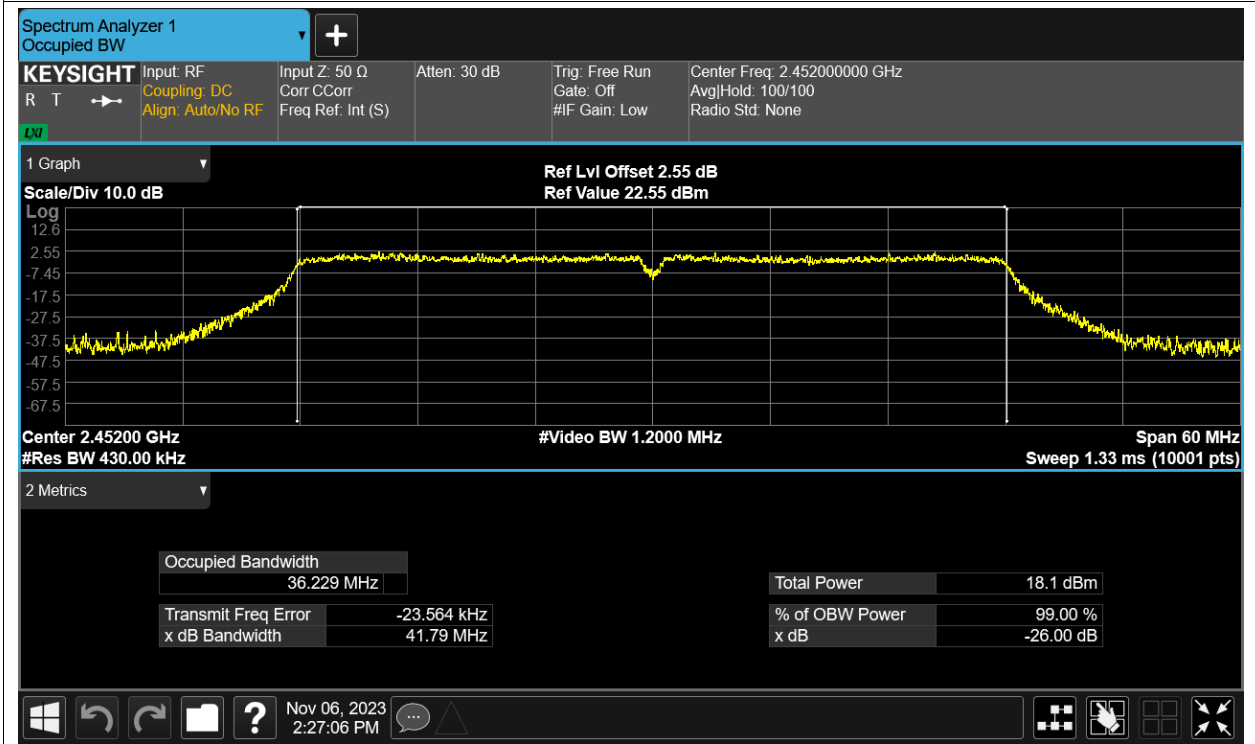 Spectrum Analyzer 1
Occupied BW
KEYSIGHT
R T
LXI
Input: RF
Coupling: DC
Align: Auto/No RF
Input Z: 50 Ω
Corr CCorr
Freq Ref: Int (S)
Atten: 30 dB
Trig: Free Run
Gate: Off
#IF Gain: Low
Center Freq: 2.452000000 GHz
Avg|Hold: 100/100
Radio Std: None
1 Graph
Scale/Div 10.0 dB
Ref Lvl Offset 2.55 dB
Ref Value 22.55 dBm
Log
12.6
2.55
-7.45
-17.5
-27.5
-37.5
-47.5
-57.5
-67.5
Center 2.45200 GHz
#Res BW 430.00 kHz
#Video BW 1.2000 MHz
Span 60 MHz
Sweep 1.33 ms (10001 pts)
2 Metrics
Occupied Bandwidth
36.229 MHz
Transmit Freq Error -23.564 kHz
x dB Bandwidth 41.79 MHz
Total Power 18.1 dBm
% of OBW Power 99.00 %
x dB -26.00 dB
?
Nov 06, 2023
2:27:06 PM